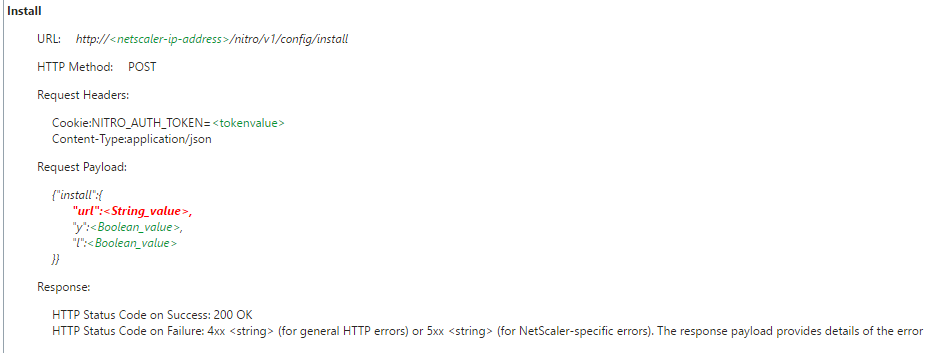 Install
URL: http://<netscaler-ip-address>/nitro/v1/config/install
HTTP Method: POST
Request Headers:
Cookie:NITRO_AUTH_TOKEN=<tokenvalue>
Content-Type:application/json
Request Payload:
{"install":{
"url":<String_value>,
"y":<Boolean_value>,
"l":<Boolean_value>
}}
Response:
HTTP Status Code on Success: 200 OK
HTTP Status Code on Failure: 4xx <string> (for general HTTP errors) or 5xx <string> (for NetScaler-specific errors). The response payload provides details of the error